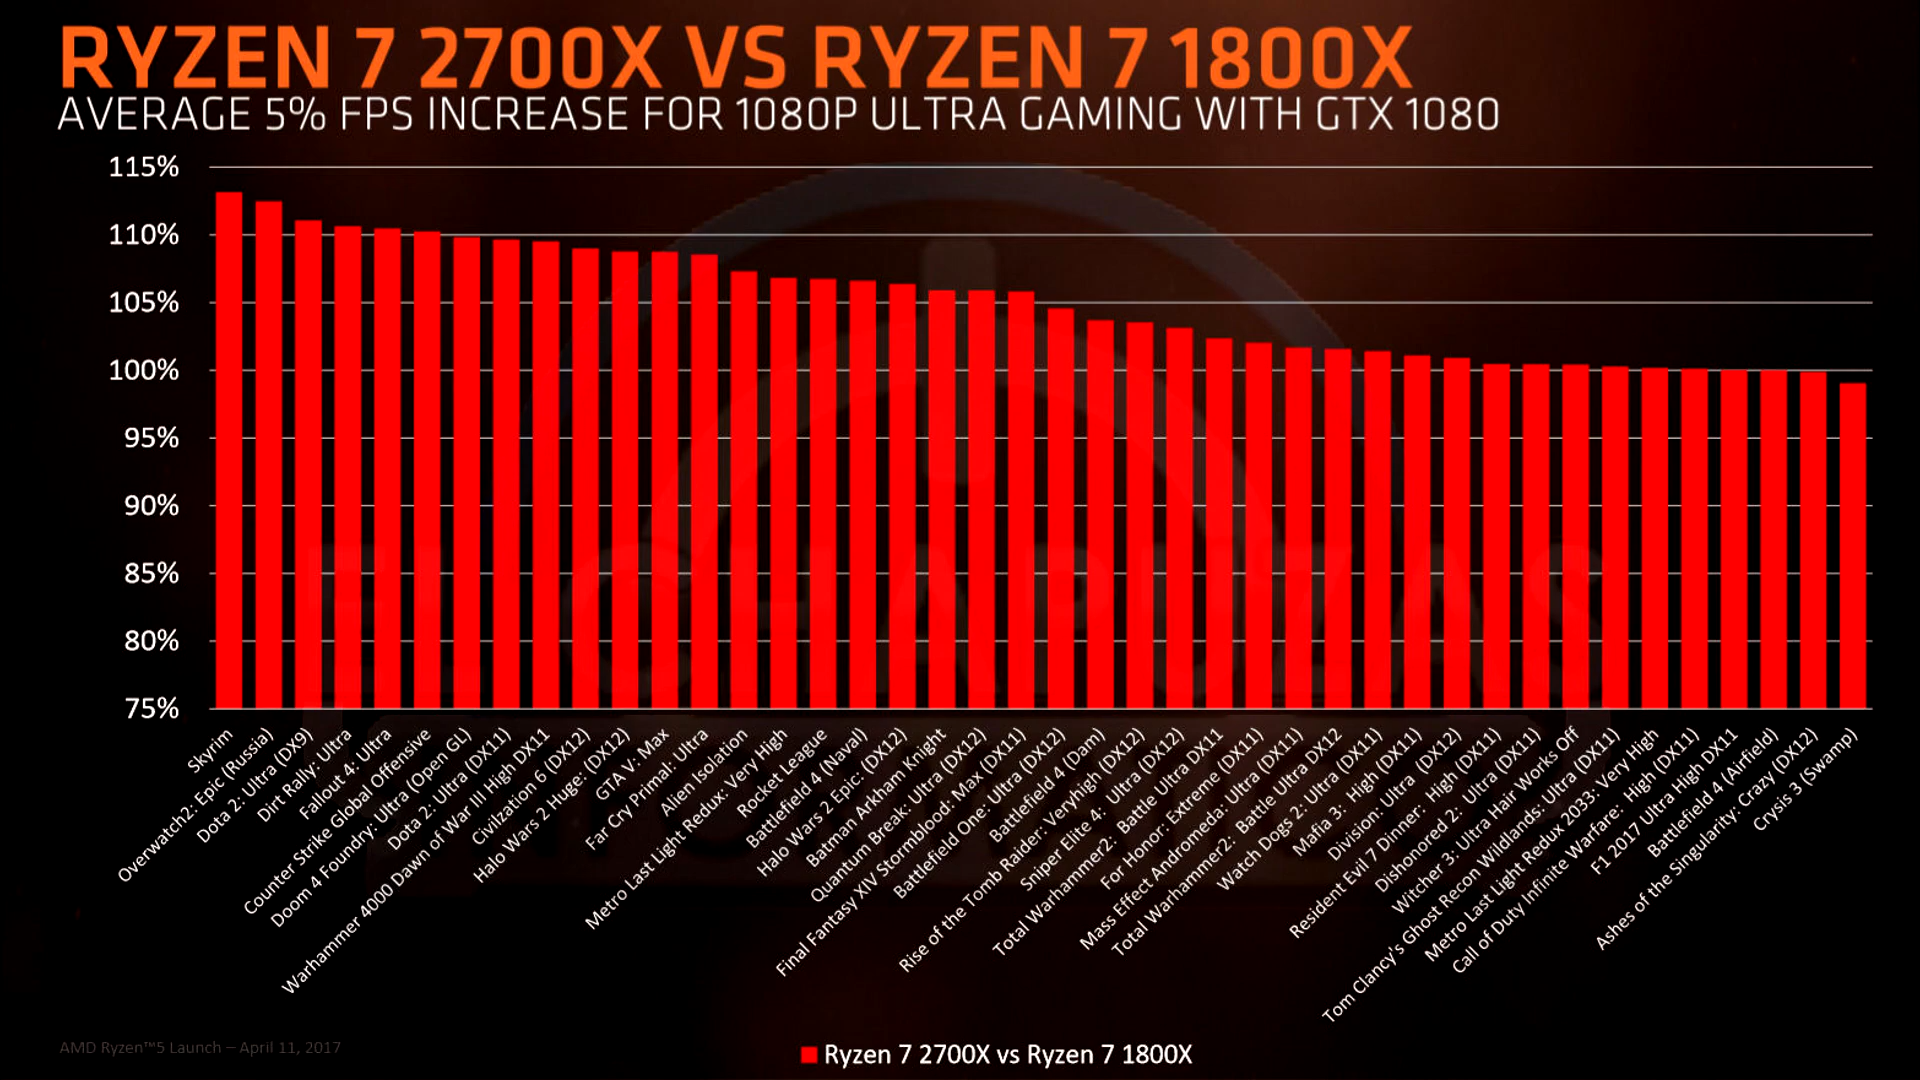 RYZEN 7 2700X VS RYZEN 7 1800X
AVERAGE 5% FPS INCREASE FOR 1080P ULTRA GAMING WITH GTX 1080
115%
110%
105%
100%
95%
90%
85%
80%
75%
Skyrim
Overwatch2: Epic (Russia)
Dota 2: Ultra (DX9)
Dirt Rally: Ultra
Fallout 4: Ultra
Counter Strike Global Offensive
Doom 4 Foundry: Ultra (Open GL)
Dota 2: Ultra (DX11)
Warhammer 4000 Dawn of War III High DX11
Civilzation 6 (DX12)
Halo Wars 2 Huge: (DX12)
GTA V: Max
Far Cry Primal: Ultra
Alien Isolation
Metro Last Light Redux: Very High
Rocket League
Battlefield 4 (Naval)
Halo Wars 2 Epic: (DX12)
Batman Arkham Knight
Quantum Break: Ultra (DX12)
Final Fantasy XIV Stormblood: Max (DX11)
Battlefield One: Ultra (DX12)
Battlefield 4 (Dam)
Rise of the Tomb Raider: Veryhigh (DX12)
Sniper Elite 4: Ultra (DX12)
Total Warhammer2: Battle Ultra DX11
For Honor: Extreme (DX11)
Mass Effect Andromeda: Ultra (DX11)
Total Warhammer2: Battle Ultra DX12
Watch Dogs 2: Ultra (DX11)
Mafia 3: High (DX11)
Division: Ultra (DX12)
Resident Evil 7 Dinner: High (DX11)
Dishonored 2: Ultra (DX11)
Witcher 3: Ultra Hair Works Off
Tom Clancy's Ghost Recon Wildlands: Ultra (DX11)
Metro Last Light Redux 2033: Very High
Call of Duty Infinite Warfare: High (DX11)
F1 2017 Ultra High DX11
Battlefield 4 (Airfield)
Ashes of the Singularity: Crazy (DX12)
Crysis 3 (Swamp)
EL CHAPUZAS
INFORMÁTICO
AMD Ryzen™5 Launch – April 11, 2017
Ryzen 7 2700X vs Ryzen 7 1800X